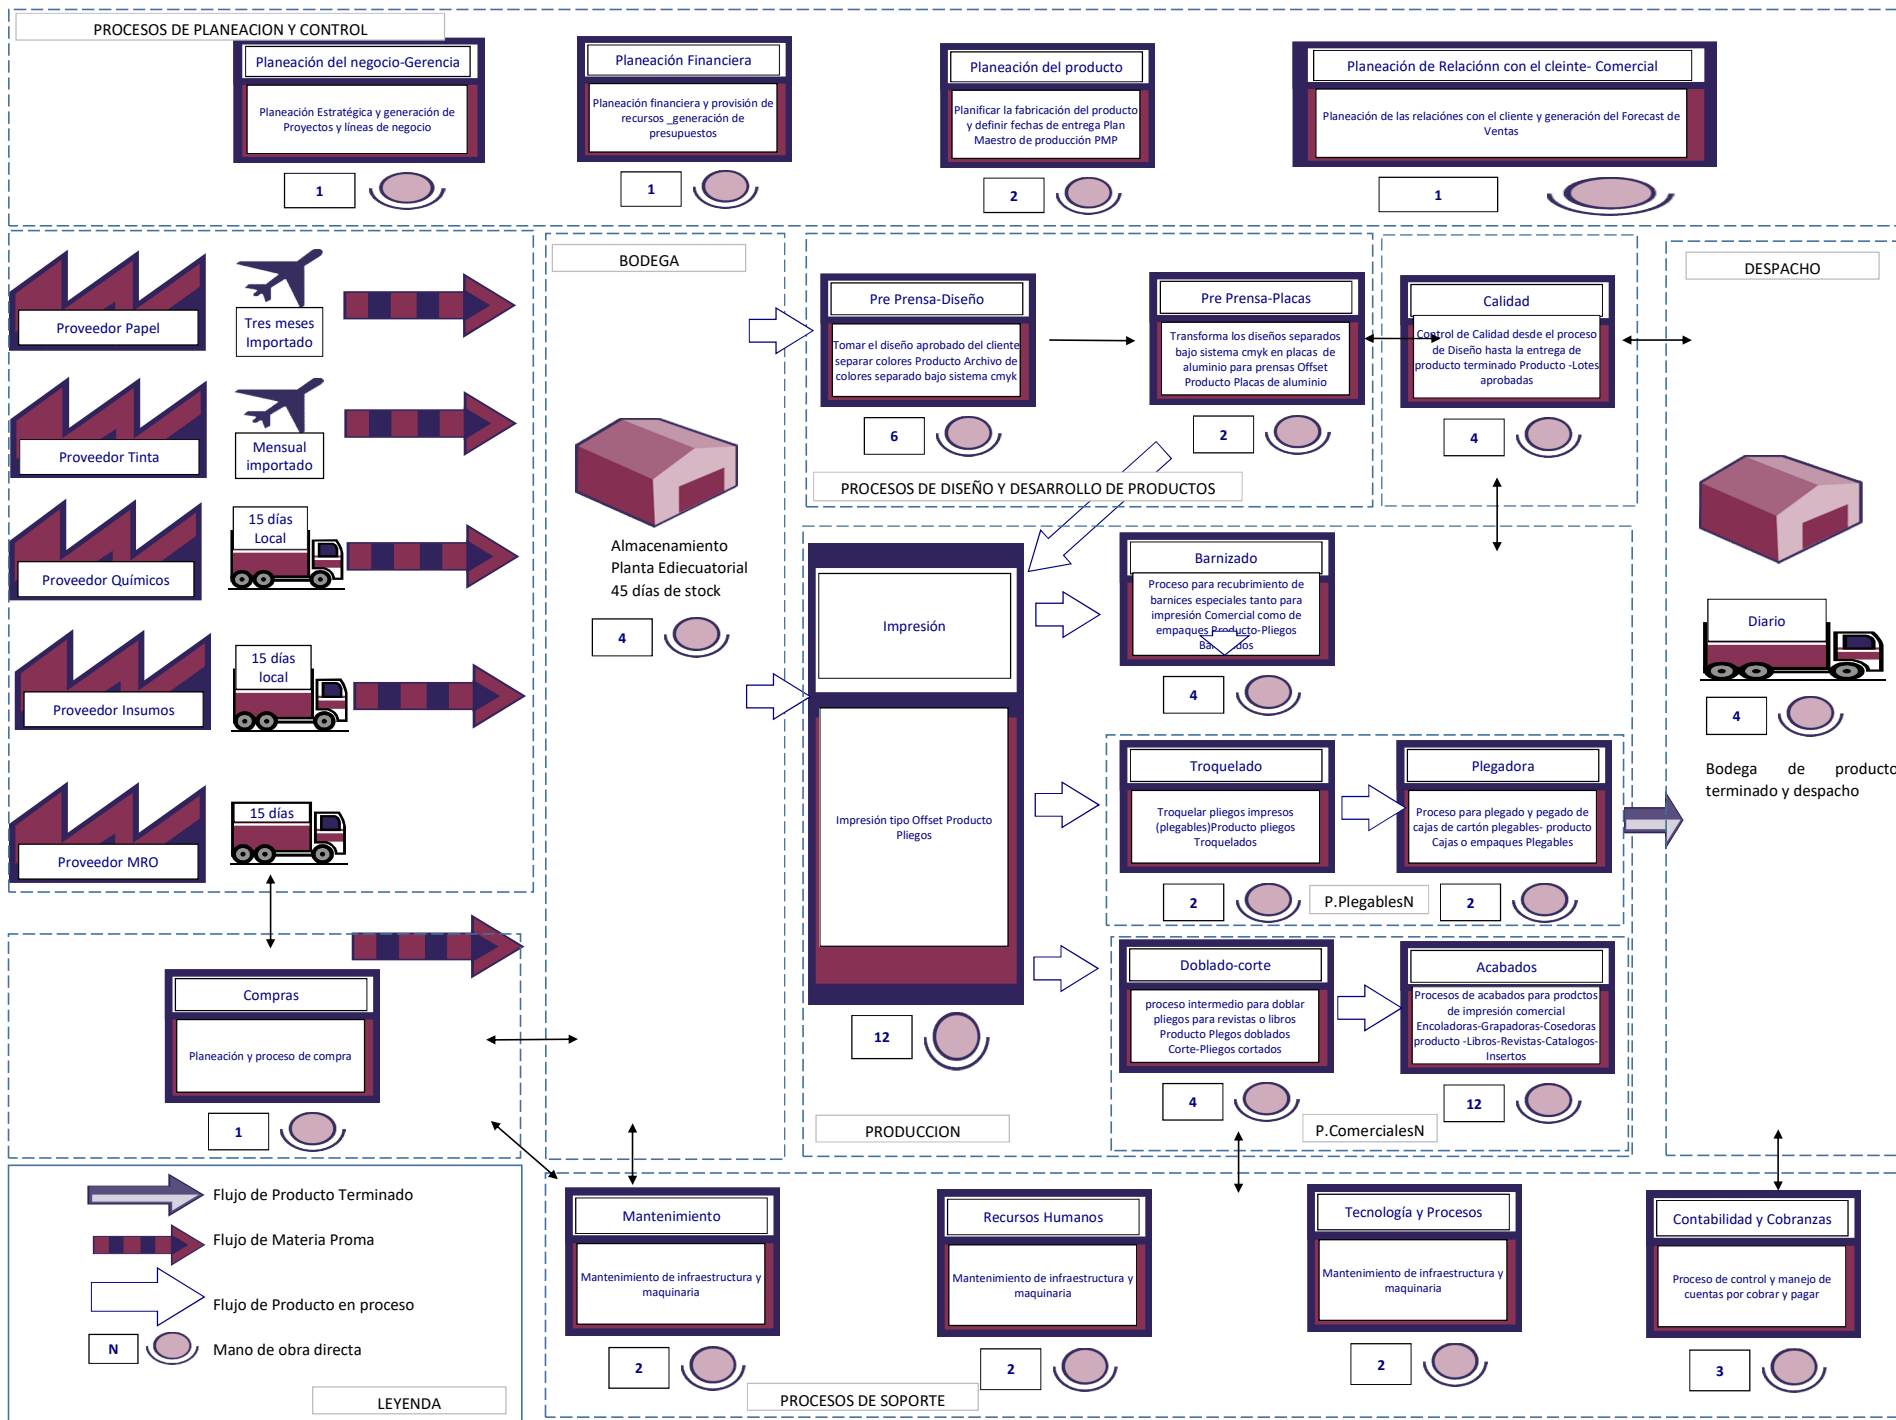 PROCESOS DE PLANEACION Y CONTROL
Planeación del negocio-Gerencia
Planeación Estratégica y generación de
Proyectos y líneas de negocio
1
Planeación Financiera
Planeación financiera y provisión de
recursos _generación de
presupuestos
1
Planeación del producto
Planificar la fabricación del producto
y definir fechas de entrega Plan
Maestro de producción PMP
2
Planeación de Relaciónn con el cleinte- Comercial
Planeación de las relaciónes con el cliente y generación del Forecast de
Ventas
1
Proveedor Papel
Tres meses
Importado
Proveedor Tinta
Mensual
importado
Proveedor Químicos
15 días
Local
Proveedor Insumos
15 días
local
Proveedor MRO
15 días
Compras
Planeación y proceso de compra
1
BODEGA
Almacenamiento
Planta Ediecuatorial
45 días de stock
4
Pre Prensa-Diseño
Tomar el diseño aprobado del cliente
separar colores Producto Archivo de
colores separado bajo sistema cmyk
6
Pre Prensa-Placas
Transforma los diseños separados
bajo sistema cmyk en placas de
aluminio para prensas Offset
Producto Placas de aluminio
2
PROCESOS DE DISEÑO Y DESARROLLO DE PRODUCTOS
Calidad
Control de Calidad desde el proceso
de Diseño hasta la entrega de
producto terminado Producto -Lotes
aprobadas
4
Impresión
Impresión tipo Offset Producto
Pliegos
12
Barnizado
Proceso para recubrimiento de
barnices especiales tanto para
impresión Comercial como de
empaques Producto-Pliegos
4
Troquelado
Troquelar pliegos impresos
(plegables)Producto pliegos
Troquelados
2
Plegadora
Proceso para plegado y pegado de
cajas de cartón plegables- producto
Cajas o empaques Plegables
2
P.PlegablesN
Doblado-corte
proceso intermedio para doblar
pliegos para revistas o libros
Producto Plegos doblados
Corte-Pliegos cortados
4
Acabados
Procesos de acabados para prodctos
de impresión comercial
Encoladoras-Grapadoras-Cosedoras
producto -Libros-Revistas-Catalogos-
Insertos
12
P.ComercialesN
PRODUCCION
DESPACHO
Diario
4
Bodega de producto
terminado y despacho
Flujo de Producto Terminado
Flujo de Materia Proma
Flujo de Producto en proceso
N
Mano de obra directa
LEYENDA
Mantenimiento
Mantenimiento de infraestructura y
maquinaria
2
Recursos Humanos
Mantenimiento de infraestructura y
maquinaria
2
Tecnología y Procesos
Mantenimiento de infraestructura y
maquinaria
2
Contabilidad y Cobranzas
Proceso de control y manejo de
cuentas por cobrar y pagar
3
PROCESOS DE SOPORTE